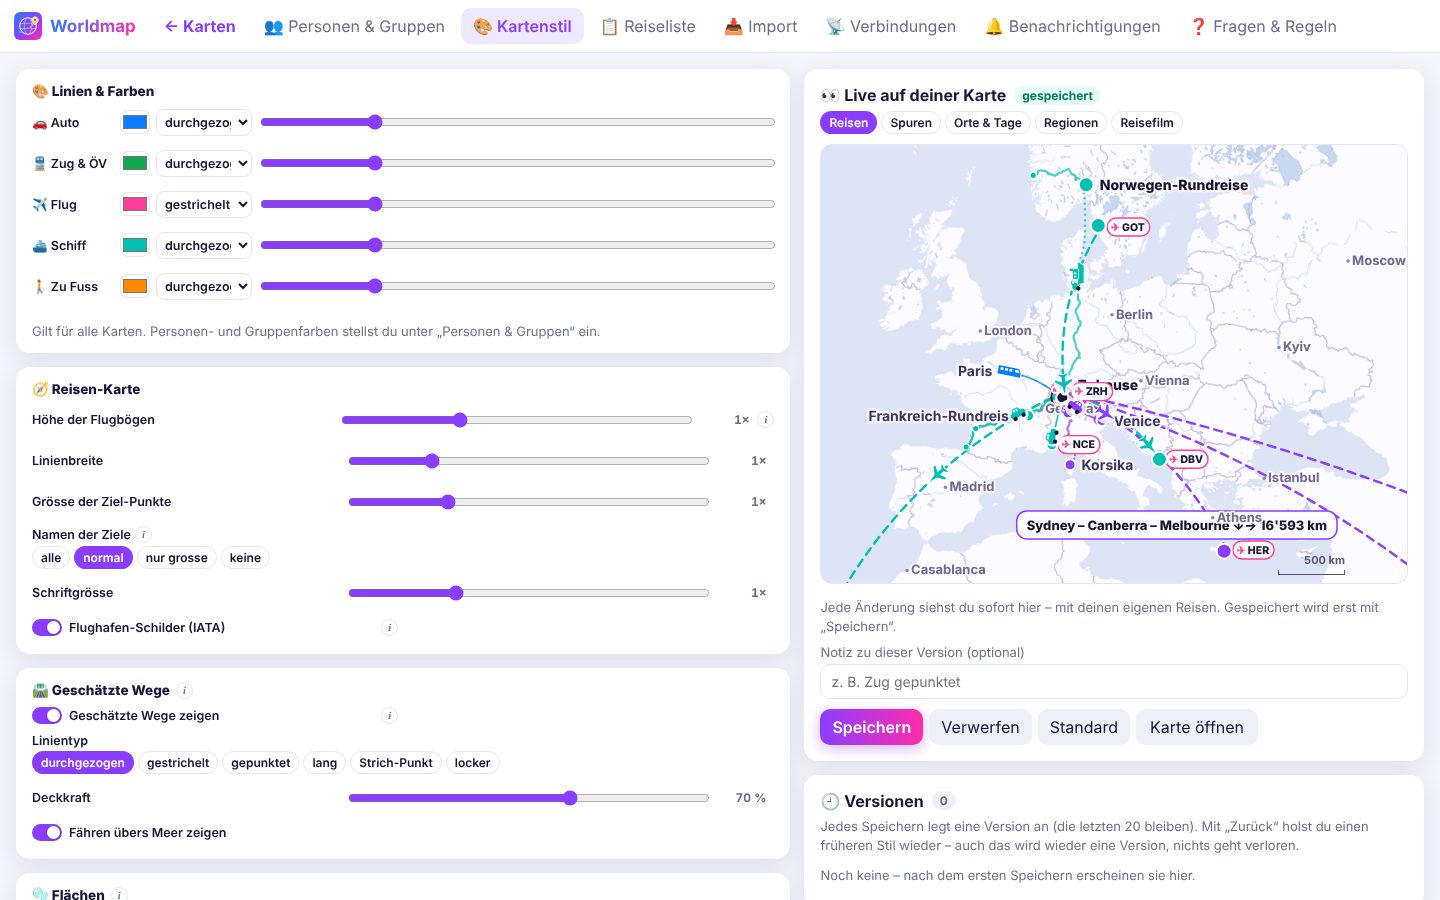 Worldmap
← Karten
Personen & Gruppen
Kartenstil
Reiseliste
Import
Verbindungen
Benachrichtigungen
Fragen & Regeln
Linien & Farben
Auto
Zug & ÖV
Flug
gestrichelt
Schiff
Zu Fuss
Gilt für alle Karten. Personen- und Gruppenfarben stellst du unter „Personen & Gruppen“ ein.
Reisen-Karte
Höhe der Flugbögen 1× i
Linienbreite 1×
Grösse der Ziel-Punkte 1×
Namen der Ziele i
alle normal nur grosse keine
Schriftgrösse 1×
Flughafen-Schilder (IATA) i
Geschätzte Wege i
Geschätzte Wege zeigen i
Linientyp
durchgezogen gestrichelt gepunktet lang Strich-Punkt locker
Deckkraft 70 %
Fähren übers Meer zeigen
Flächen i
Live auf deiner Karte gespeichert
Reisen Spuren Orte & Tage Regionen Reisefilm
Norwegen-Rundreise
GOT
Moscow
Berlin
London
Kyiv
Paris
Vienna
ZRH
Frankreich-Rundreis
Venice
NCE
DBV
Korsika
Istanbul
Madrid
Athens
Sydney – Canberra – Melbourne
16'593 km
HER
500 km
Casablanca
Jede Änderung siehst du sofort hier – mit deinen eigenen Reisen. Gespeichert wird erst mit
„Speichern“.
Notiz zu dieser Version (optional)
z. B. Zug gepunktet
Speichern Verwerfen Standard Karte öffnen
Versionen 0
Jedes Speichern legt eine Version an (die letzten 20 bleiben). Mit „Zurück“ holst du einen
früheren Stil wieder – auch das wird wieder eine Version, nichts geht verloren.
Noch keine – nach dem ersten Speichern erscheinen sie hier.